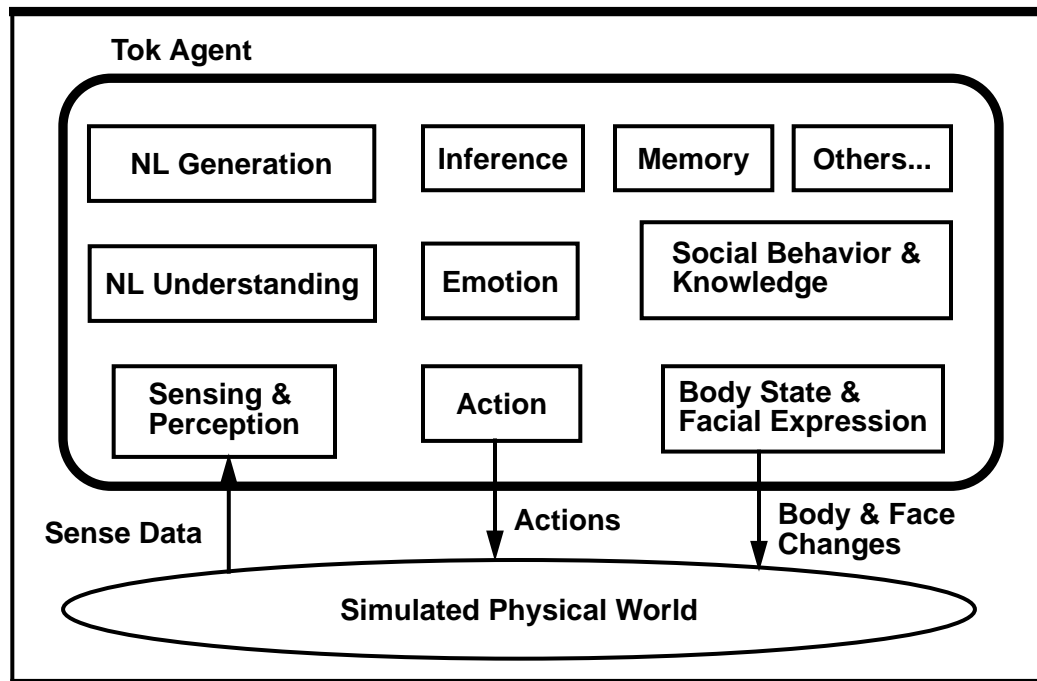 Tok Agent
NL Generation
Inference
Memory
Others...
NL Understanding
Emotion
Social Behavior &
Knowledge
Sensing &
Perception
Action
Body State &
Facial Expression
Sense Data
Actions
Body & Face
Changes
Simulated Physical World